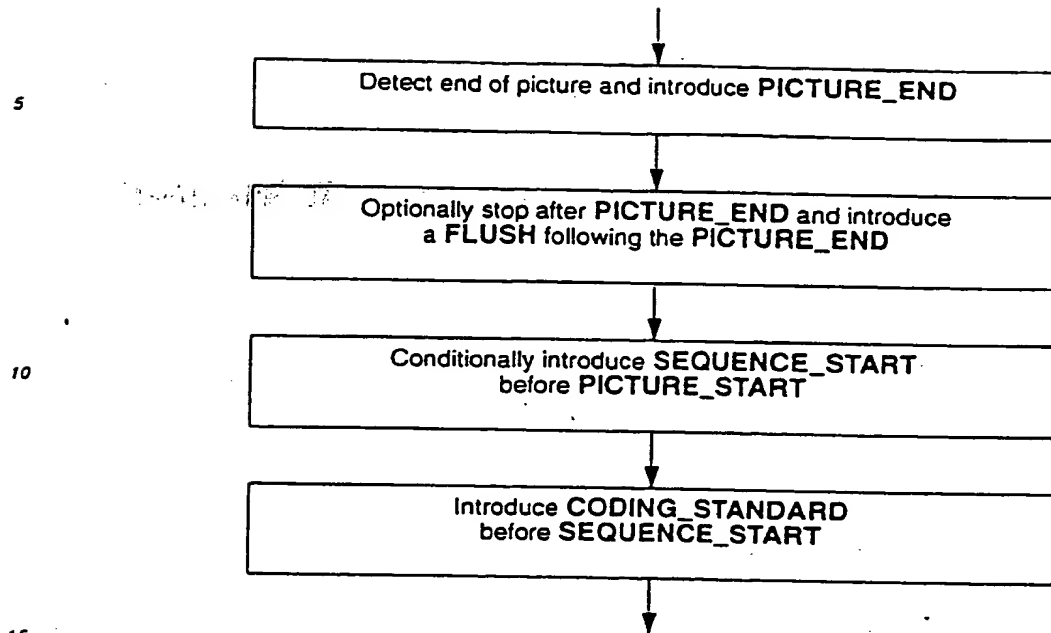 5
Detect end of picture and introduce PICTURE_END
Optionally stop after PICTURE_END and introduce
a FLUSH following the PICTURE_END
10
Conditionally introduce SEQUENCE_START
before PICTURE_START
Introduce CODING_STANDARD
before SEQUENCE_START